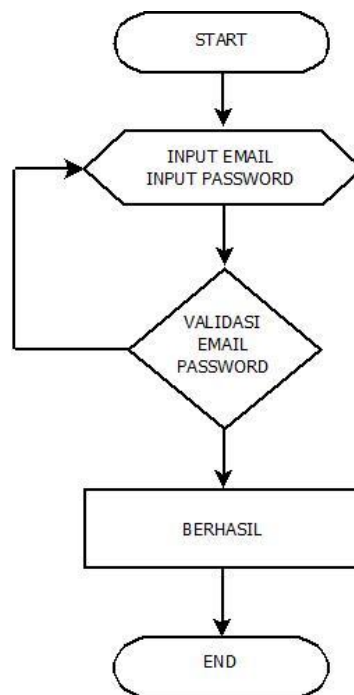 START
INPUT EMAIL
INPUT PASSWORD
VALIDASI
EMAIL
PASSWORD
BERHASIL
END